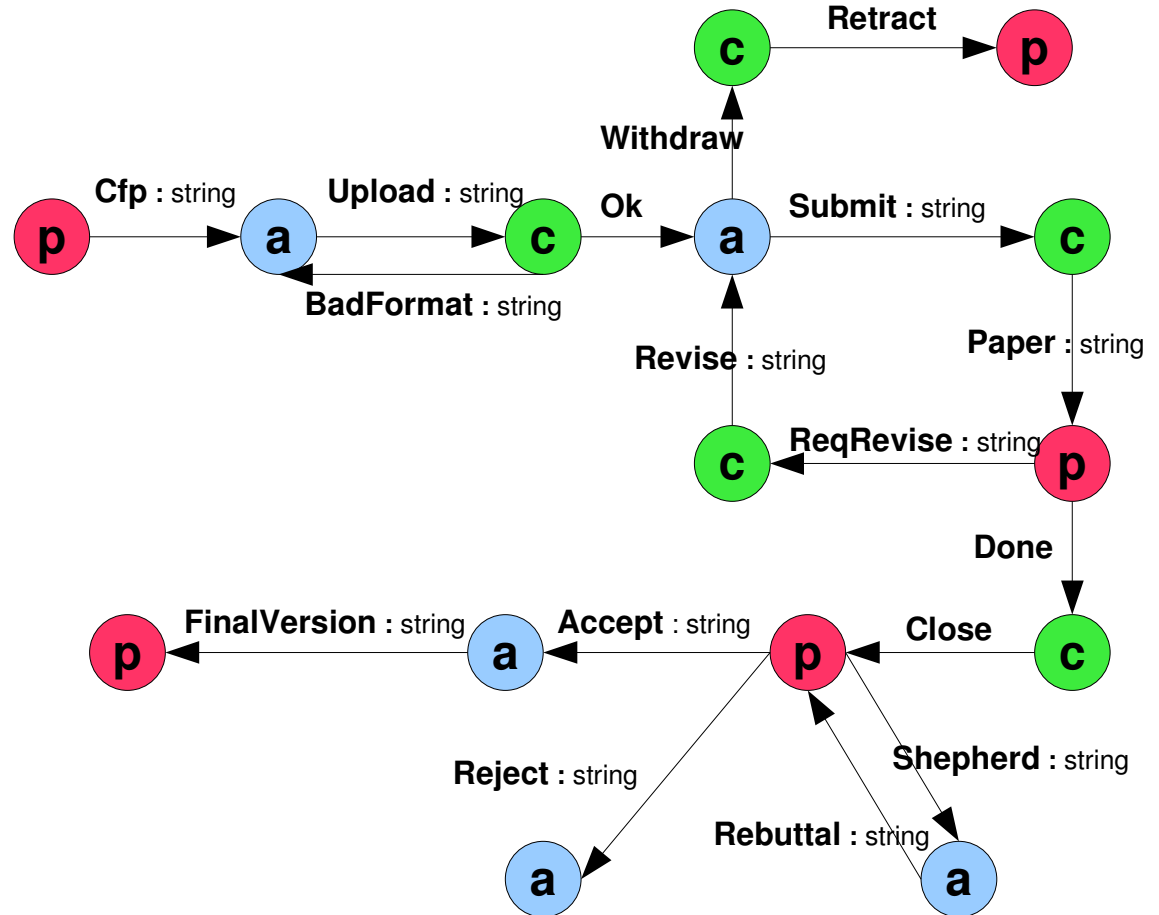 c
Retract
p
Withdraw
p
Cfp : string
a
Upload : string
c
Ok
a
Submit : string
c
BadFormat : string
Revise : string
Paper : string
c
ReqRevise : string
p
Done
p
FinalVersion : string
a
Accept : string
p
Close
c
Reject : string
Shepherd : string
Rebuttal : string
a
a